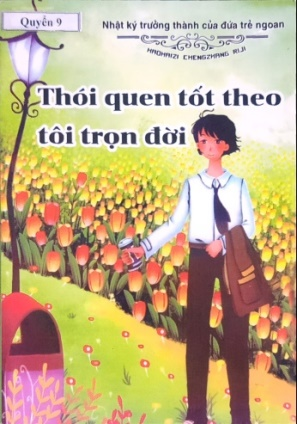 Quyển 9
Nhật ký trưởng thành của đứa trẻ ngoan
HAOHAIZI CHENGZHANG RIJI
Thói quen tốt theo
tôi trọn đời